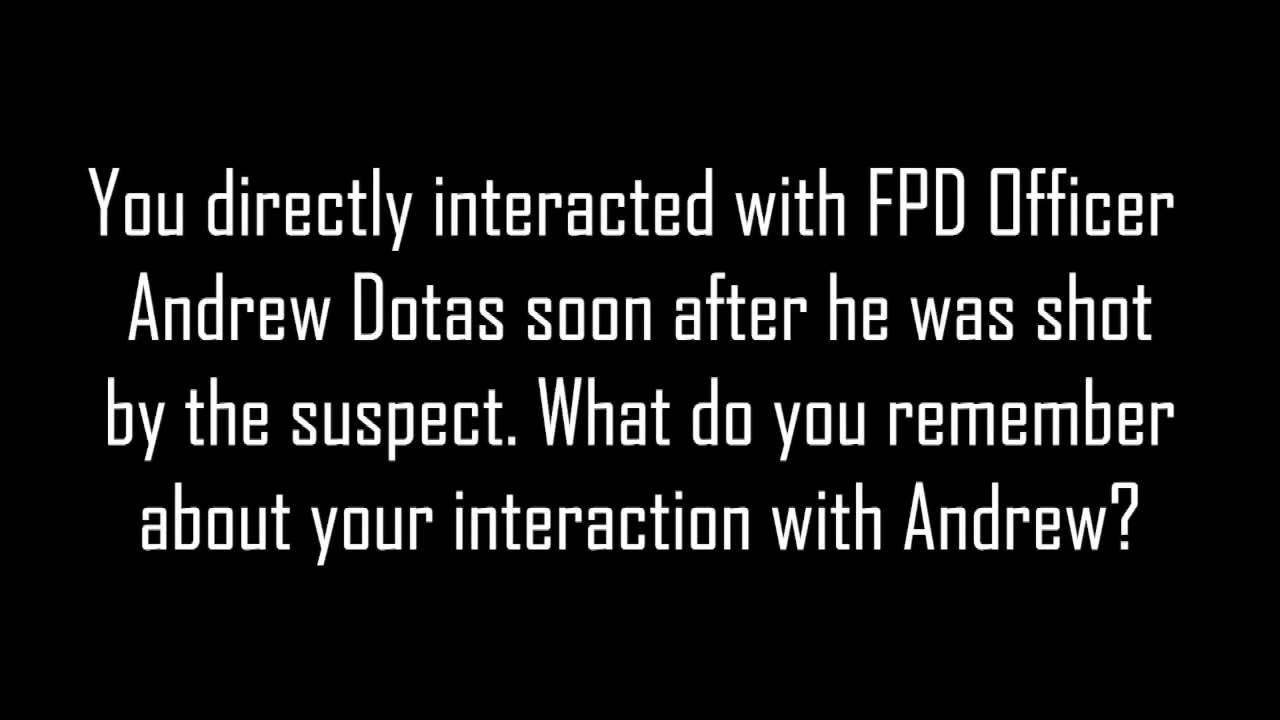 You directly interacted with FPD Officer
Andrew Dotas soon after he was shot
by the suspect. What do you remember
about your interaction with Andrew?